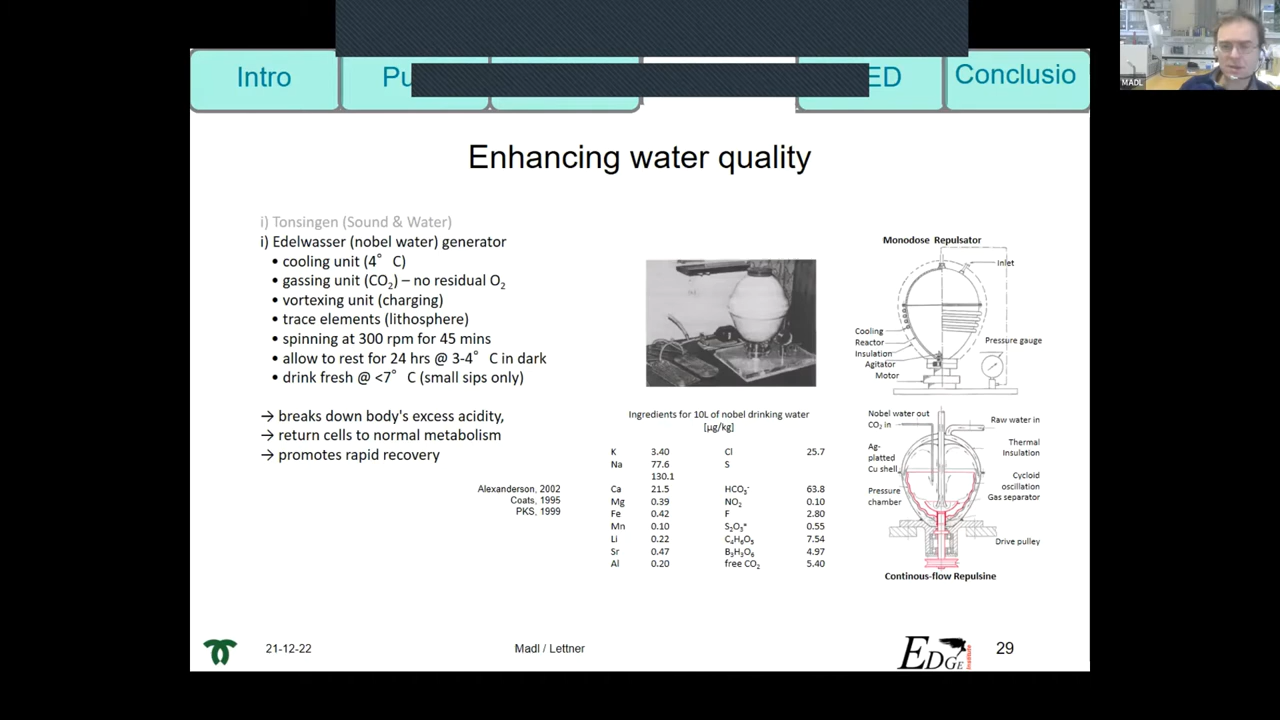 Intro
Pu
ED
Conclusio
MADL
Enhancing water quality
i) Tonsingen (Sound & Water)
i) Edelwasser (nobel water) generator
• cooling unit (4° C)
• gassing unit (CO₂) – no residual O₂
• vortexing unit (charging)
• trace elements (lithosphere)
• spinning at 300 rpm for 45 mins
• allow to rest for 24 hrs @ 3-4° C in dark
• drink fresh @ <7° C (small sips only)
→ breaks down body's excess acidity,
→ return cells to normal metabolism
→ promotes rapid recovery
Alexanderson, 2002
Coats, 1995
PKS, 1999
Ingredients for 10L of nobel drinking water
[µg/kg]
K 3.40 Cl 25.7
Na 77.6 S
130.1
Ca 21.5 HCO₃⁻ 63.8
Mg 0.39 NO₂ 0.10
Fe 0.42 F 2.80
Mn 0.10 S₂O₃* 0.55
Li 0.22 C₄H₆O₅ 7.54
Sr 0.47 B₃H₃O₆ 4.97
Al 0.20 free CO₂ 5.40
Monodose Repulsator
Inlet
Cooling
Reactor
Insulation
Agitator
Motor
Pressure gauge
Nobel water out
CO₂ in
Raw water in
Ag-
platted
Cu shell
Thermal
Insulation
Pressure
chamber
Cycloid
oscillation
Gas separator
Drive pulley
Continous-flow Repulsine
21-12-22
Madl / Lettner
EDGE
Institute
29